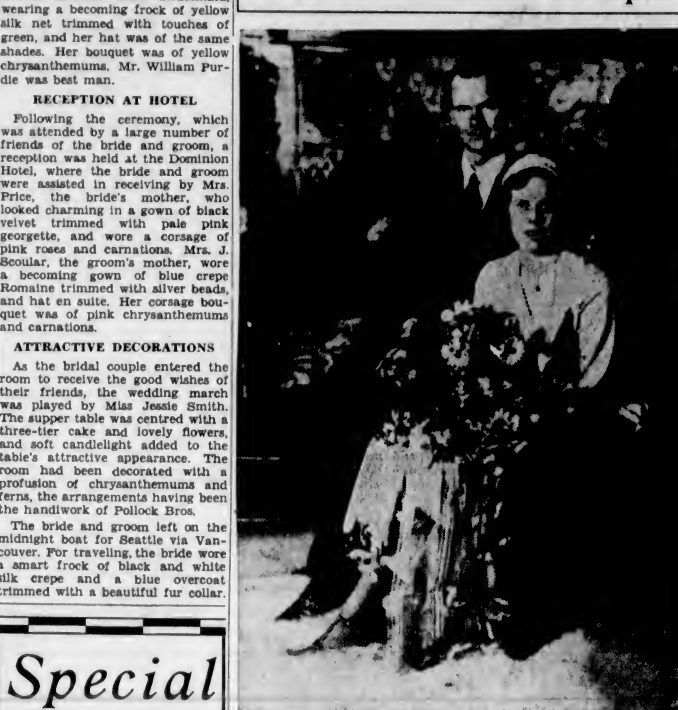 wearing a becoming frock of yellow
silk net trimmed with touches of
green, and her hat was of the same
shades. Her bouquet was of yellow
chrysanthemums. Mr. William Pur-
die was best man.
RECEPTION AT HOTEL
Following the ceremony, which
was attended by a large number of
friends of the bride and groom, a
reception was held at the Dominion
Hotel, where the bride and groom
were assisted in receiving by Mrs.
Price, the bride's mother, who
looked charming in a gown of black
velvet trimmed with pale pink
georgette, and wore a corsage of
pink roses and carnations. Mrs. J.
Scoular, the groom's mother, wore
a becoming gown of blue crepe
Romaine trimmed with silver beads,
and hat en suite. Her corsage bou-
quet was of pink chrysanthemums
and carnations.
ATTRACTIVE DECORATIONS
As the bridal couple entered the
room to receive the good wishes of
their friends, the wedding march
was played by Miss Jessie Smith.
The supper table was centred with a
three-tier cake and lovely flowers,
and soft candlelight added to the
table's attractive appearance. The
room had been decorated with a
profusion of chrysanthemums and
ferns, the arrangements having been
the handiwork of Pollock Bros.
The bride and groom left on the
midnight boat for Seattle via Van-
couver. For traveling, the bride wore
a smart frock of black and white
silk crepe and a blue overcoat
trimmed with a beautiful fur collar.
Special